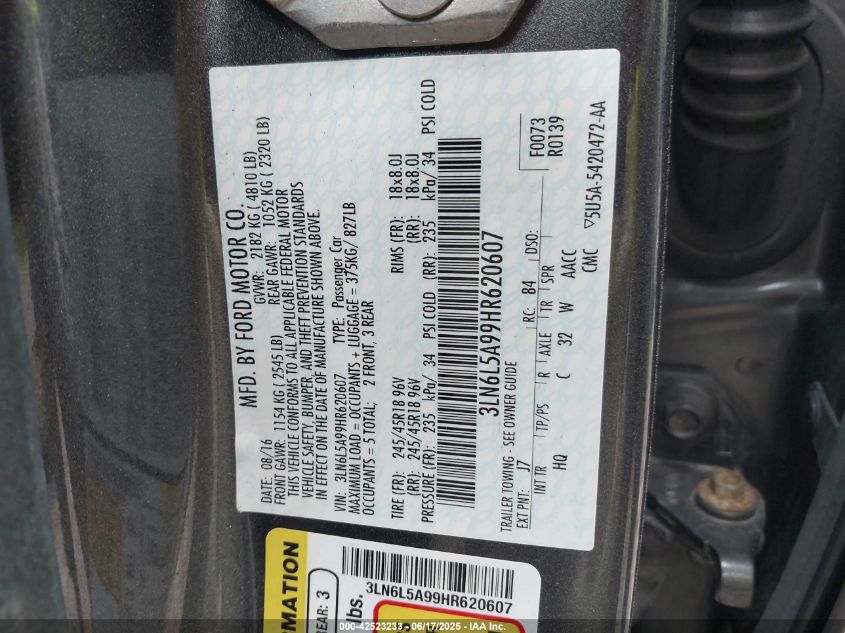 MFD. BY FORD MOTOR CO.
DATE: 08/16 GVWR: 2182 KG ( 4810 LB)
FRONT GAWR: 1154 KG ( 2545 LB) REAR GAWR: 1052 KG ( 2320 LB)
THIS VEHICLE CONFORMS TO ALL APPLICABLE FEDERAL MOTOR
VEHICLE SAFETY, BUMPER, AND THEFT PREVENTION STANDARDS
IN EFFECT ON THE DATE OF MANUFACTURE SHOWN ABOVE.
VIN: 3LN6L5A99HR620607 TYPE: Passenger Car
MAXIMUM LOAD = OCCUPANTS + LUGGAGE = 375KG/ 827LB
OCCUPANTS = 5 TOTAL; 2 FRONT, 3 REAR
TIRE (FR): 245/45R18 96V RIMS (FR): 18x8.0J
(RR): 245/45R18 96V (RR): 18x8.0J
PRESSURE (FR): 235 kPa/ 34 PSI COLD (RR): 235 kPa/ 34 PSI COLD
3LN6L5A99HR620607
TRAILER TOWING - SEE OWNER GUIDE
F0073
R0139
EXT PNT: J7 RC: 84 DSO:
INT TR TP/PS R AXLE TR SPR
HQ C 32 W AACC
CMC ▽5U5A-5420472-AA
RMATION
REAR: 3
lbs.
3LN6L5A99HR620607
000-42523233 - 06/17/2025 - IAA Inc.